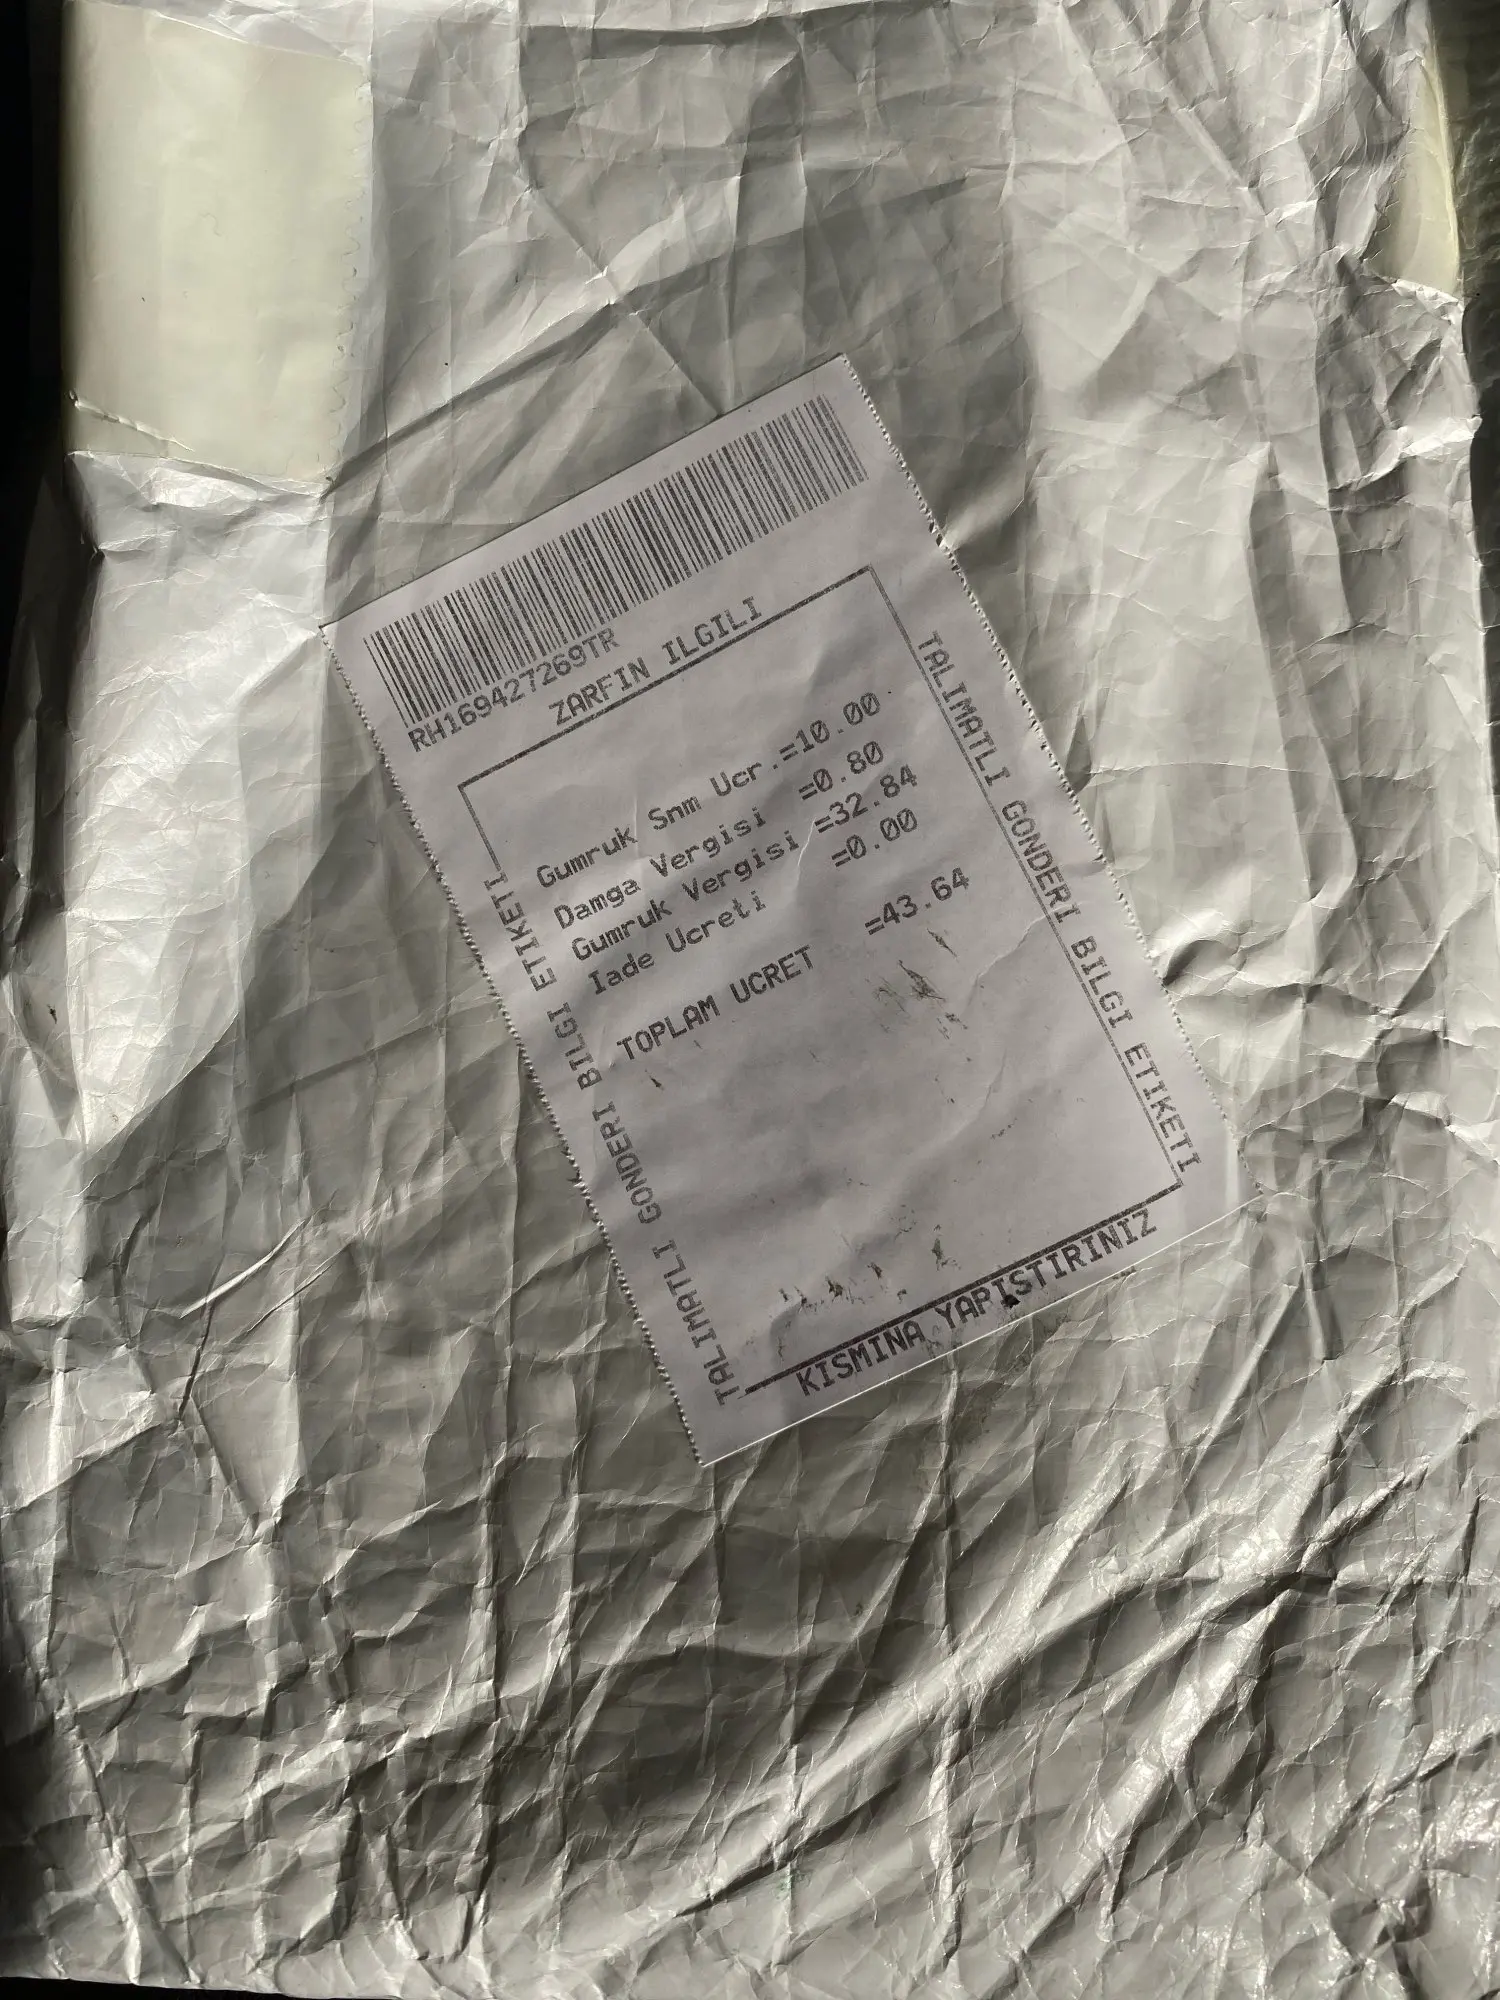 RH169427269TR
ZARFIN ILGILI
Gumruk Snm Ucr.=10.00
Damga Vergisi =0.80
Gumruk Vergisi =32.84
Iade Ucreti =0.00
TOPLAM UCRET =43.64
TALIMATLI GONDERI BILGI ETIKETI
TALIMATLI GONDERI BILGI ETIKETI
KISMINA YAPISTIRINIZ